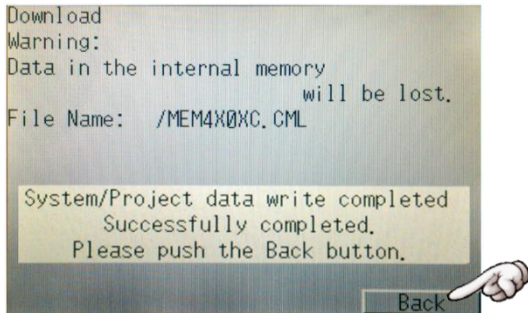 Download
Warning:
Data in the internal memory
will be lost.
File Name: /MEM4X0XC.CML
System/Project data write completed
Successfully completed.
Please push the Back button.
Back